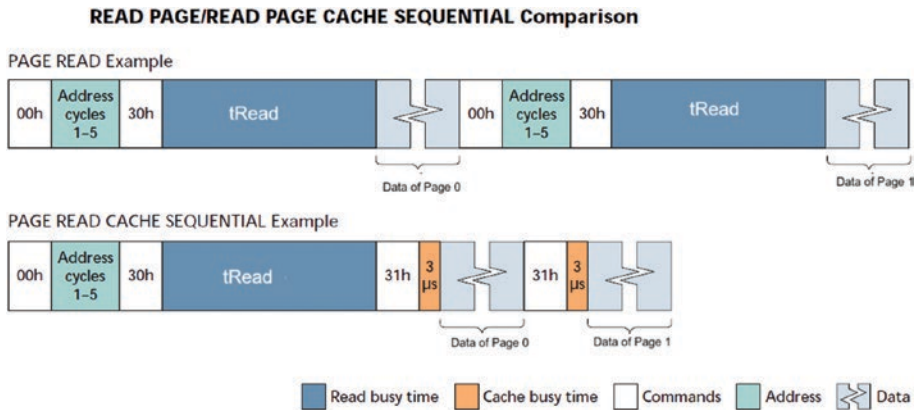 READ PAGE/READ PAGE CACHE SEQUENTIAL Comparison
PAGE READ Example
00h
Address
cycles
1–5
30h
tRead
00h
Address
cycles
1–5
30h
tRead
Data of Page 0
Data of Page 1
PAGE READ CACHE SEQUENTIAL Example
00h
Address
cycles
1–5
30h
tRead
31h
3
µs
31h
3
µs
Data of Page 0
Data of Page 1
Read busy time
Cache busy time
Commands
Address
Data